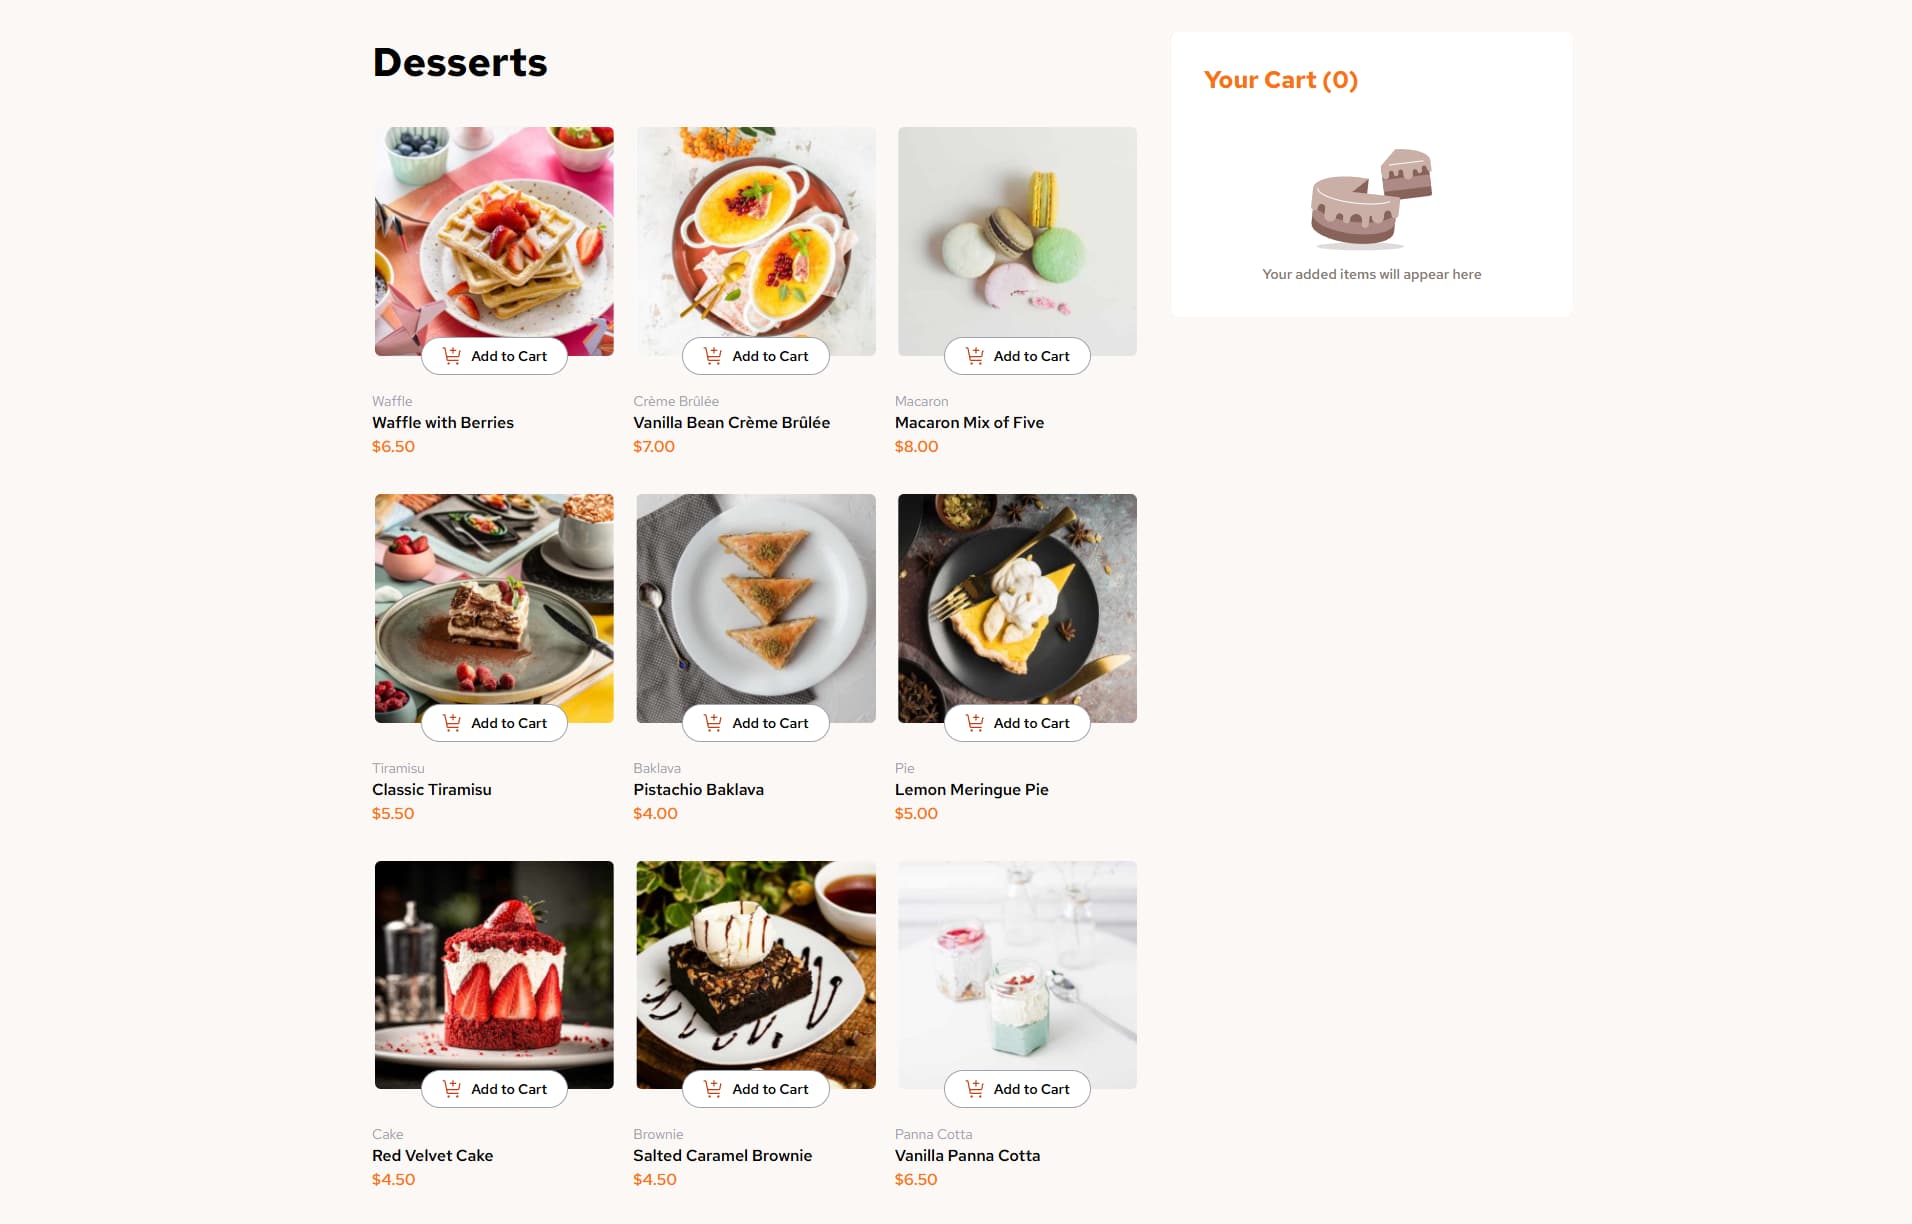 Desserts
Add to Cart
Waffle
Waffle with Berries
$6.50
Add to Cart
Crème Brûlée
Vanilla Bean Crème Brûlée
$7.00
Add to Cart
Macaron
Macaron Mix of Five
$8.00
Add to Cart
Tiramisu
Classic Tiramisu
$5.50
Add to Cart
Baklava
Pistachio Baklava
$4.00
Add to Cart
Pie
Lemon Meringue Pie
$5.00
Add to Cart
Cake
Red Velvet Cake
$4.50
Add to Cart
Brownie
Salted Caramel Brownie
$4.50
Add to Cart
Panna Cotta
Vanilla Panna Cotta
$6.50
Your Cart (0)
Your added items will appear here